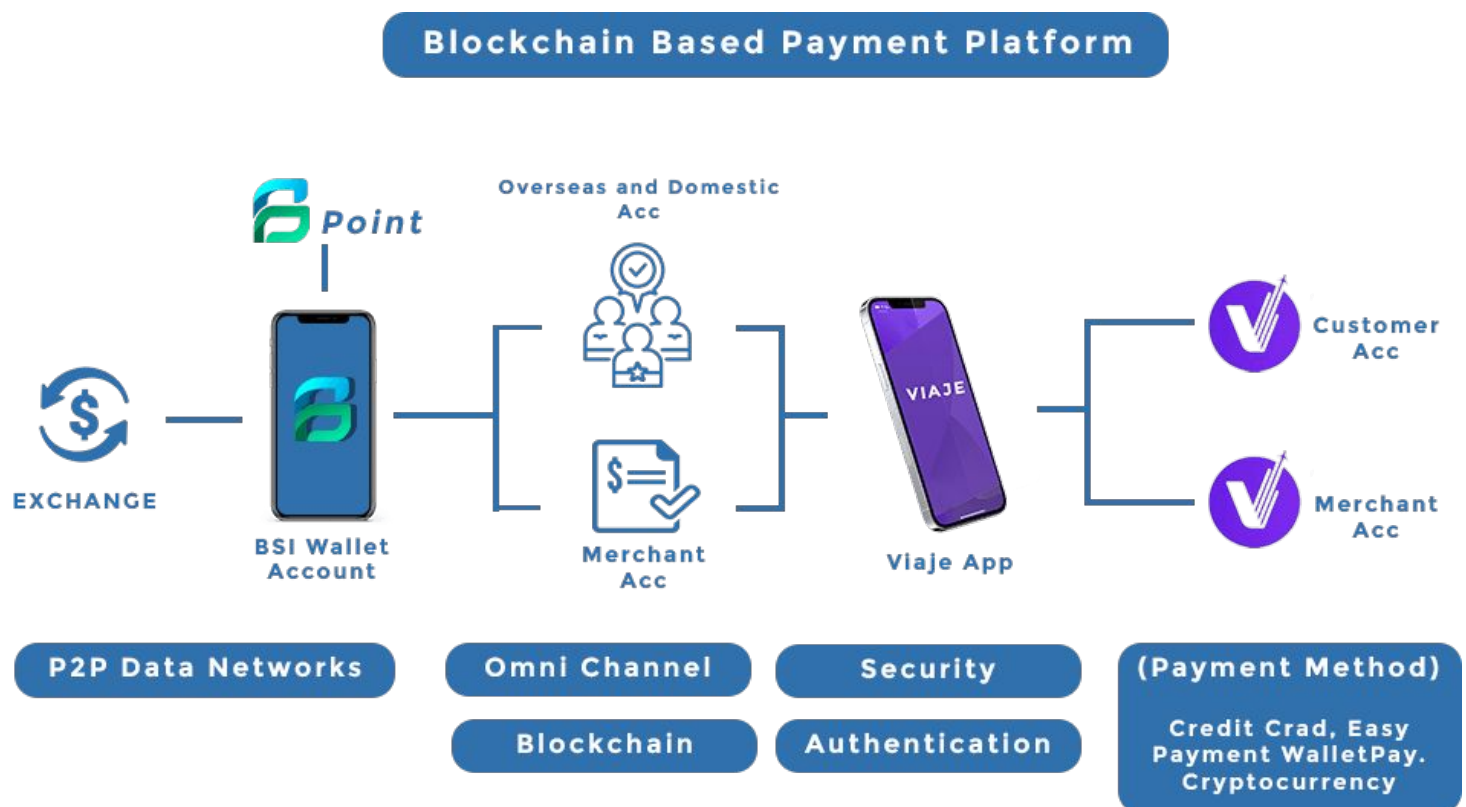 Blockchain Based Payment Platform
Point
Overseas and Domestic
Acc
EXCHANGE
BSI Wallet
Account
Merchant
Acc
VIAJE
Viaje App
Customer
Acc
Merchant
Acc
P2P Data Networks
Omni Channel
Blockchain
Security
Authentication
(Payment Method)
Credit Crad, Easy
Payment WalletPay.
Cryptocurrency